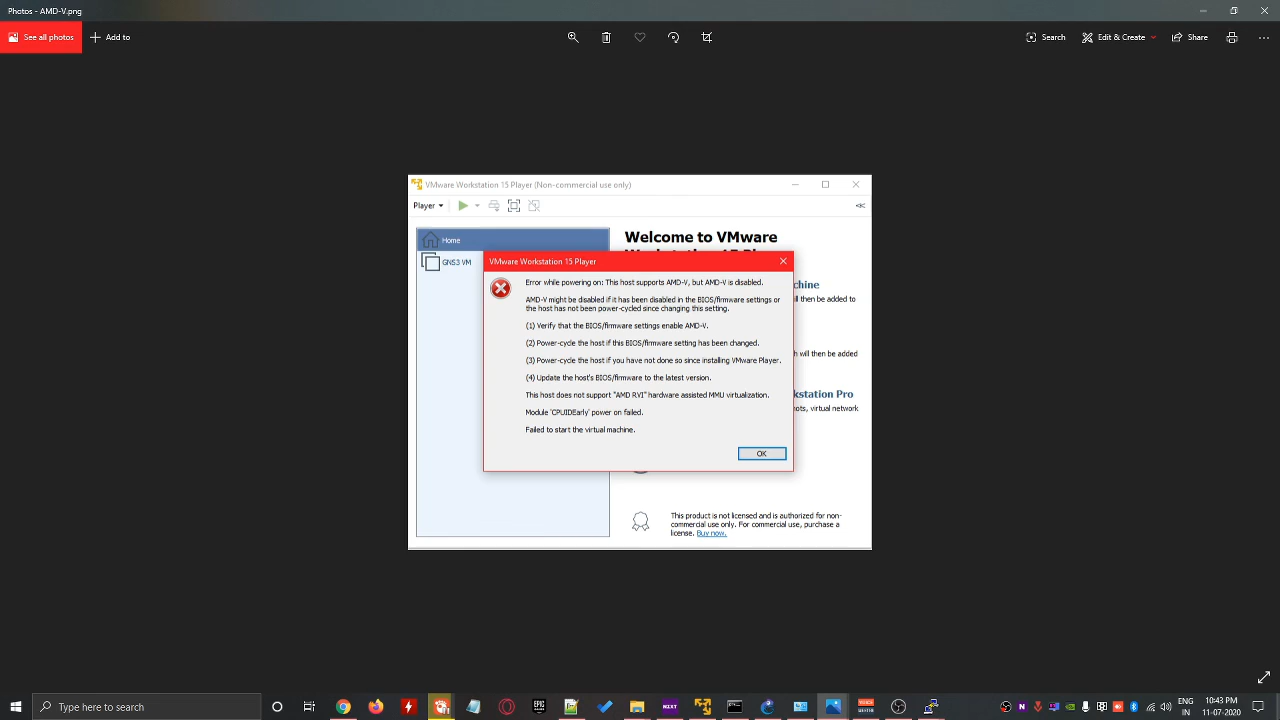 Photos - AMD-V.png
See all photos
Add to
Search
Edit & Create
Share
VMware Workstation 15 Player (Non-commercial use only)
Player
Home
GNS3 VM
Welcome to VMware
VMware Workstation 15 Player
Error while powering on: This host supports AMD-V, but AMD-V is disabled.
AMD-V might be disabled if it has been disabled in the BIOS/firmware settings or
the host has not been power-cycled since changing this setting.
(1) Verify that the BIOS/firmware settings enable AMD-V.
(2) Power-cycle the host if this BIOS/firmware setting has been changed.
(3) Power-cycle the host if you have not done so since installing VMware Player.
(4) Update the host's BIOS/firmware to the latest version.
This host does not support "AMD RVI" hardware assisted MMU virtualization.
Module 'CPUIDEarly' power on failed.
Failed to start the virtual machine.
OK
chine
ll then be added to
h will then be added
kstation Pro
ots, virtual network
This product is not licensed and is authorized for non-
commercial use only. For commercial use, purchase a
license. Buy now.
Type here to search
EPIC
ENG
IN
10:43 PM
11-07-2020